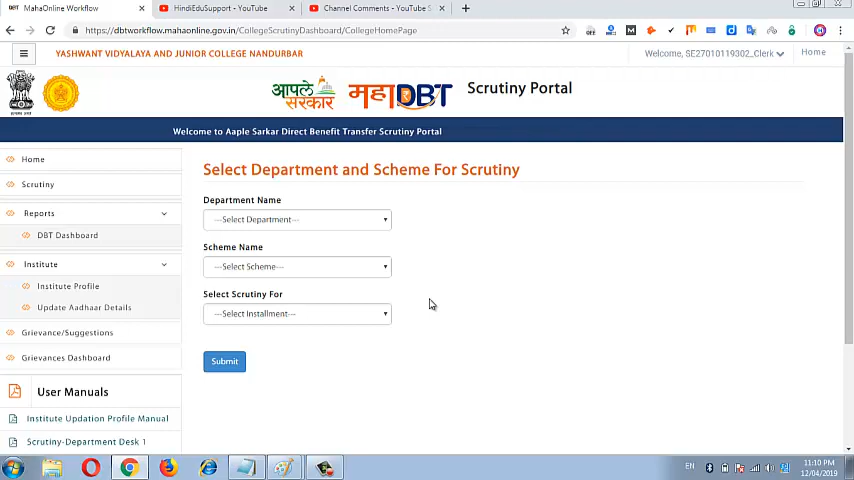 MahaOnline Workflow
HindiEduSupport - YouTube
Channel Comments - YouTube S
https://dbtworkflow.mahaonline.gov.in/CollegeScrutinyDashboard/CollegeHomePage
YASHWANT VIDYALAYA AND JUNIOR COLLEGE NANDURBAR
Welcome, SE27010119302_Clerk
Home
आपले सरकार
महाDBT
Scrutiny Portal
Welcome to Aaple Sarkar Direct Benefit Transfer Scrutiny Portal
Home
Scrutiny
Reports
DBT Dashboard
Institute
Institute Profile
Update Aadhaar Details
Grievance/Suggestions
Grievances Dashboard
User Manuals
Institute Updation Profile Manual
Scrutiny-Department Desk 1
Select Department and Scheme For Scrutiny
Department Name
---Select Department---
Scheme Name
---Select Scheme---
Select Scrutiny For
---Select Installment---
Submit
EN
11:10 PM
12/04/2019